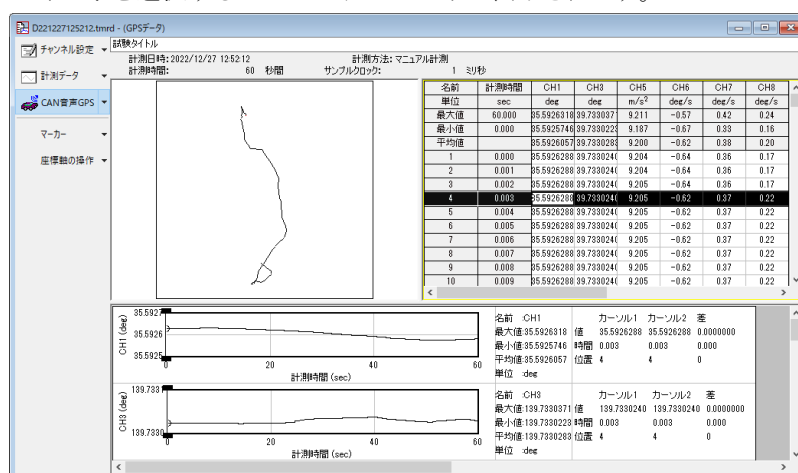 D221227125212.tmrd - (GPSデータ)
チャンネル設定
計測データ
CAN音声GPS
マーカー
座標軸の操作
試験タイトル
計測日時:2022/12/27 12:52:12 計測方法:マニュアル計測
計測時間: 60 秒間 サンプルクロック: 1 ミリ秒
名前 計測時間 CH1 CH3 CH5 CH6 CH7 CH8
単位 sec deg deg m/s² deg/s deg/s deg/s
最大値 60.000 35.5926318 39.733037 9.211 -0.57 0.42 0.24
最小値 0.000 35.5925746 39.733022 9.187 -0.67 0.33 0.16
平均値 35.5926057 39.733028 9.200 -0.62 0.38 0.20
1 0.000 35.5926288 39.733024 9.204 -0.64 0.36 0.17
2 0.001 35.5926288 39.733024 9.204 -0.64 0.36 0.17
3 0.002 35.5926288 39.733024 9.205 -0.64 0.36 0.17
4 0.003 35.5926288 39.733024 9.205 -0.62 0.37 0.22
5 0.004 35.5926288 39.733024 9.205 -0.62 0.37 0.22
6 0.005 35.5926288 39.733024 9.205 -0.62 0.37 0.22
7 0.006 35.5926288 39.733024 9.205 -0.62 0.37 0.22
8 0.007 35.5926288 39.733024 9.205 -0.62 0.37 0.22
9 0.008 35.5926288 39.733024 9.205 -0.62 0.37 0.22
10 0.009 35.5926288 39.733024 9.205 -0.62 0.37 0.22
CH1 (deg)
35.5927
35.5926
35.5925
0 20 40 60
計測時間 (sec)
名前 :CH1 カーソル1 カーソル2 差
最大値:35.5926318 値 35.5926288 35.5926288 0.0000000
最小値:35.5925746 時間 0.003 0.003 0.000
平均値:35.5926057 位置 4 4 0
単位 :deg
CH3 (deg)
139.7331
139.7330
0 20 40 60
計測時間 (sec)
名前 :CH3 カーソル1 カーソル2 差
最大値:139.7330371 値 139.7330240 139.7330240 0.0000000
最小値:139.7330223 時間 0.003 0.003 0.000
平均値:139.7330283 位置 4 4 0
単位 :deg